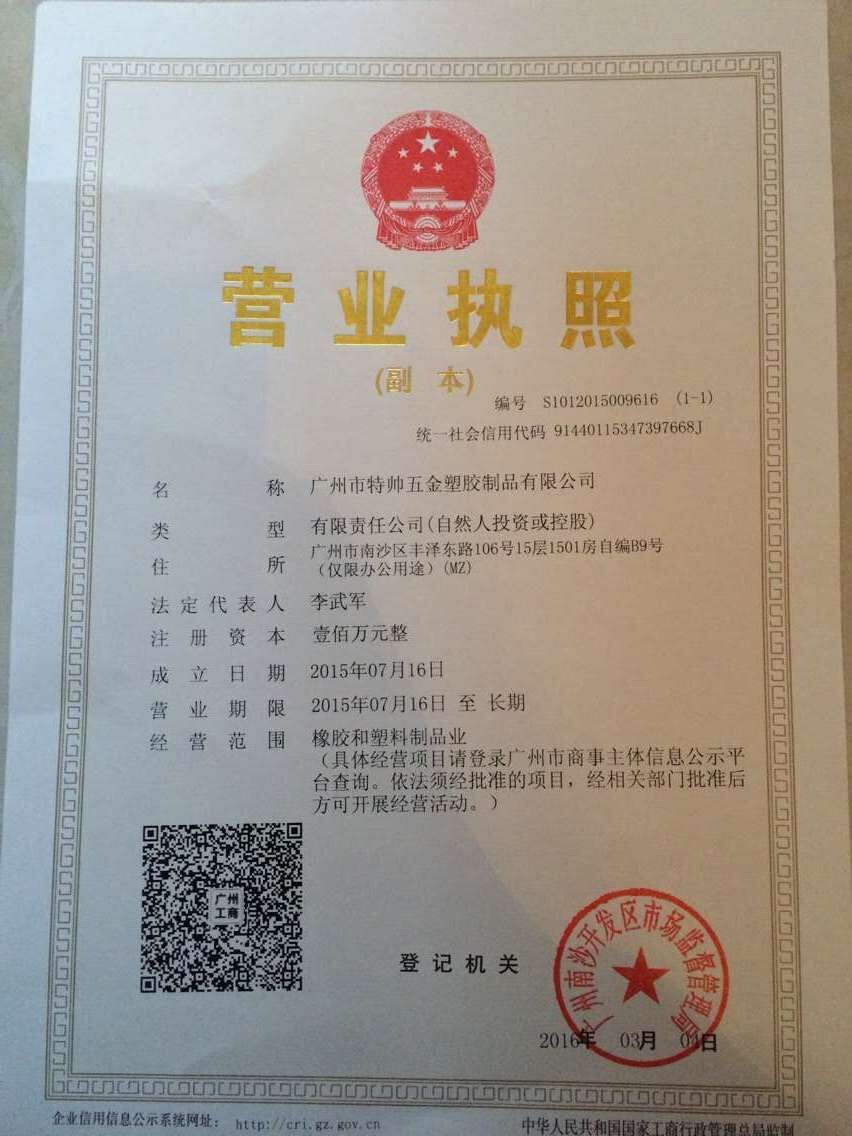 营业执照
(副 本)
编号 S1012015009616 (1-1)
统一社会信用代码 91440115347397668J
名称 广州市特帅五金塑胶制品有限公司
类型 有限责任公司(自然人投资或控股)
住所 广州市南沙区丰泽东路106号15层1501房自编B9号
（仅限办公用途）(MZ)
法定代表人 李武军
注册资本 壹佰万元整
成立日期 2015年07月16日
营业期限 2015年07月16日 至 长期
经营范围 橡胶和塑料制品业
（具体经营项目请登录广州市商事主体信息公示平
台查询。依法须经批准的项目，经相关部门批准后
方可开展经营活动。）
广州
工商
登记机关
广州南沙开发区市场监督管理局
2016年 03月 04日
企业信用信息公示系统网址： http://cri.gz.gov.cn
中华人民共和国国家工商行政管理总局监制